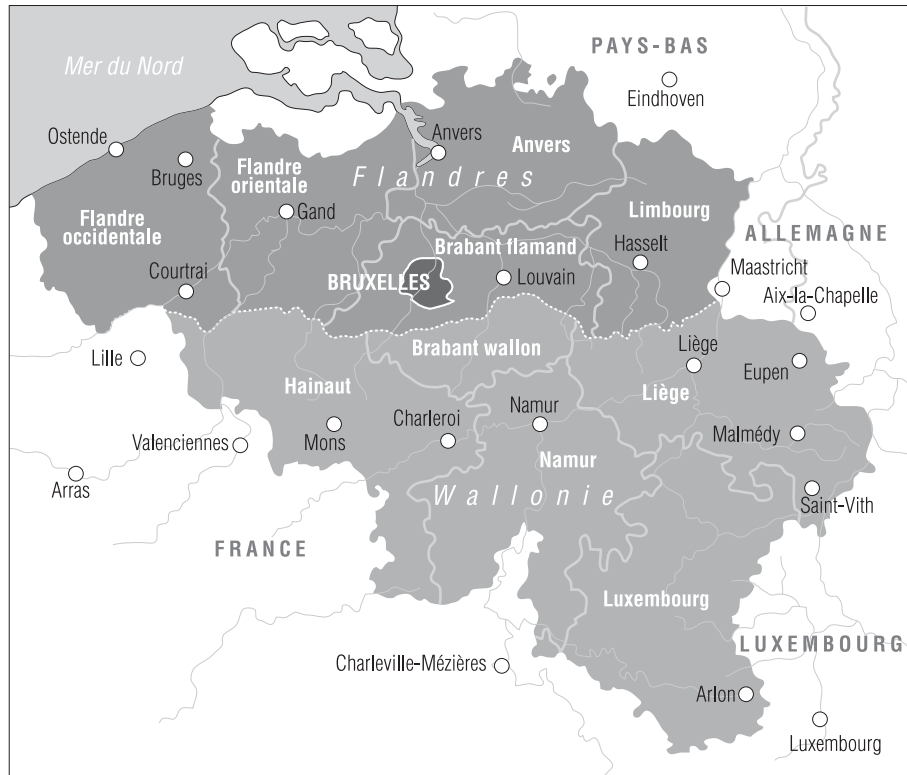 PAYS-BAS
Mer du Nord
Eindhoven
Ostende
Anvers
Anvers
Bruges
Flandre
orientale
Flandres
Gand
Limbourg
Flandre
occidentale
ALLEMAGNE
Brabant flamand
Hasselt
Courtrai
BRUXELLES
Louvain
Maastricht
Aix-la-Chapelle
Lille
Brabant wallon
Liège
Eupen
Hainaut
Liège
Charleroi
Namur
Valenciennes
Mons
Malmédy
Namur
Arras
Wallonie
Saint-Vith
FRANCE
Luxembourg
LUXEMBOURG
Charleville-Mézières
Arlon
Luxembourg